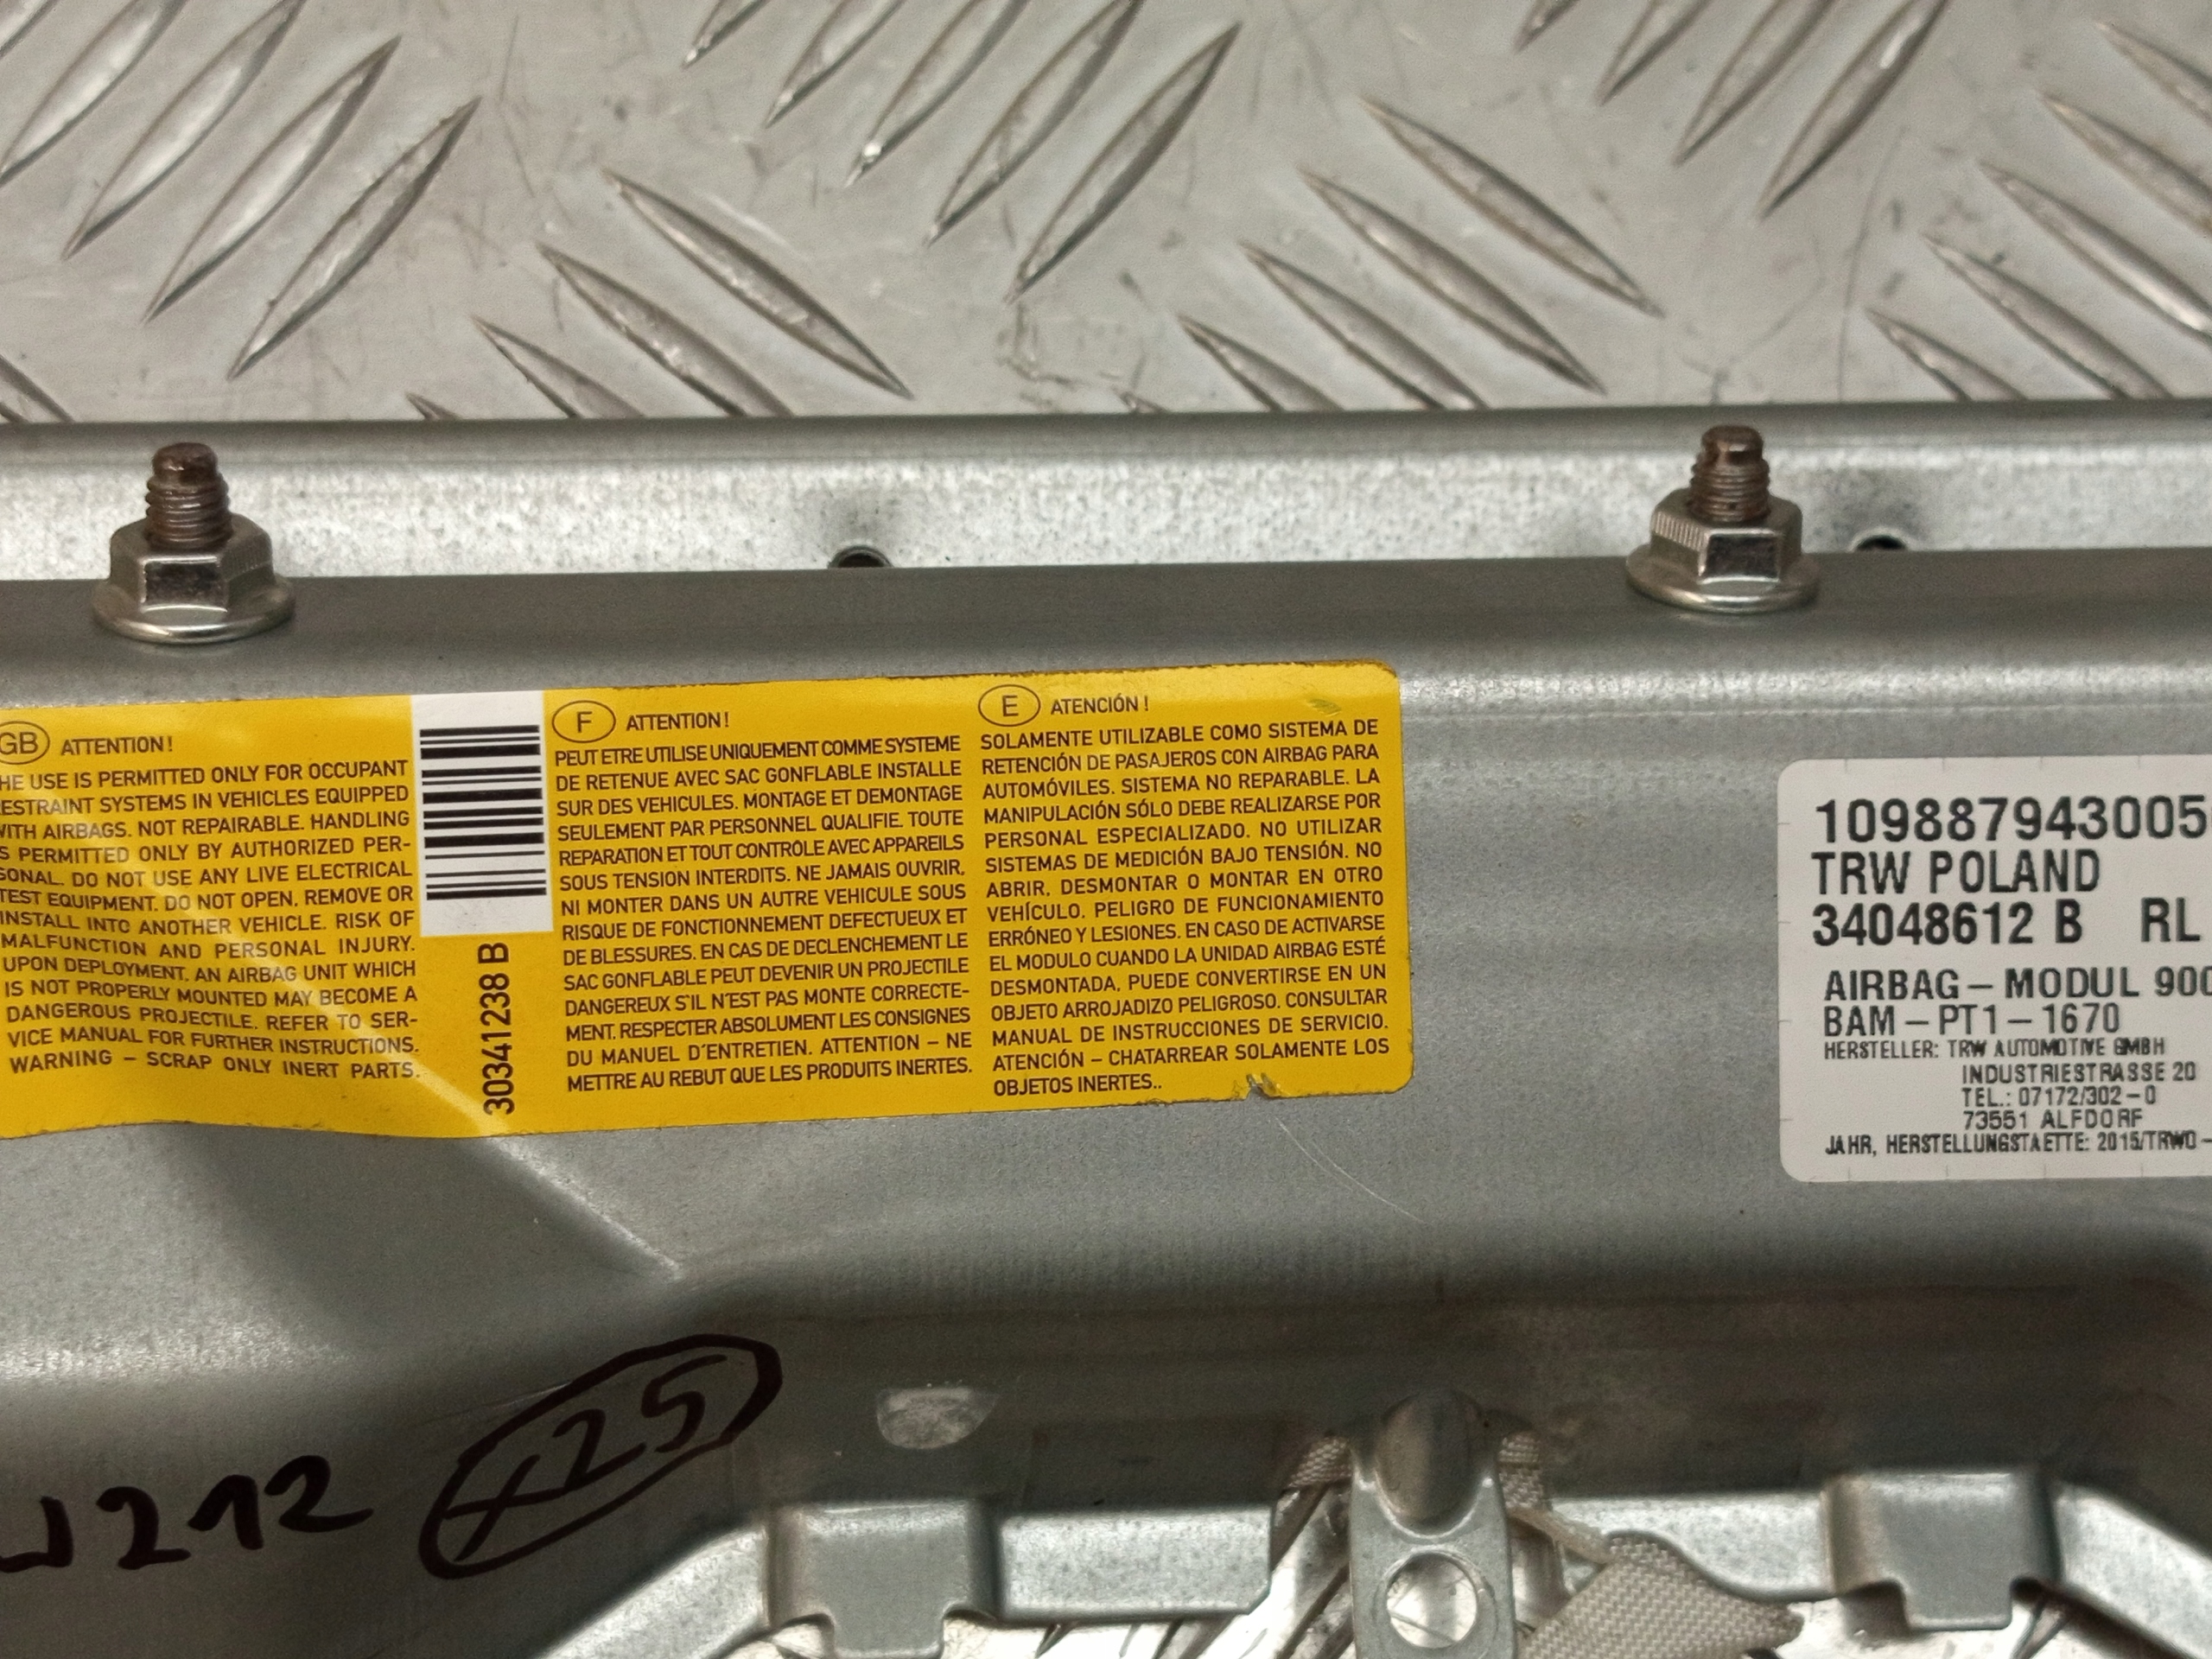 GB ATTENTION!
HE USE IS PERMITTED ONLY FOR OCCUPANT
ESTRAINT SYSTEMS IN VEHICLES EQUIPPED
WITH AIRBAGS. NOT REPAIRABLE. HANDLING
S PERMITTED ONLY BY AUTHORIZED PER-
SONAL. DO NOT USE ANY LIVE ELECTRICAL
TEST EQUIPMENT. DO NOT OPEN, REMOVE OR
INSTALL INTO ANOTHER VEHICLE. RISK OF
MALFUNCTION AND PERSONAL INJURY.
UPON DEPLOYMENT, AN AIRBAG UNIT WHICH
IS NOT PROPERLY MOUNTED MAY BECOME A
DANGEROUS PROJECTILE. REFER TO SER-
VICE MANUAL FOR FURTHER INSTRUCTIONS.
WARNING – SCRAP ONLY INERT PARTS.
30341238 B
F ATTENTION!
PEUT ETRE UTILISE UNIQUEMENT COMME SYSTEME
DE RETENUE AVEC SAC GONFLABLE INSTALLE
SUR DES VEHICULES. MONTAGE ET DEMONTAGE
SEULEMENT PAR PERSONNEL QUALIFIE. TOUTE
REPARATION ET TOUT CONTRÔLE AVEC APPAREILS
SOUS TENSION INTERDITS. NE JAMAIS OUVRIR,
NI MONTER DANS UN AUTRE VEHICULE SOUS
RISQUE DE FONCTIONNEMENT DEFECTUEUX ET
DE BLESSURES. EN CAS DE DECLENCHEMENT LE
SAC GONFLABLE PEUT DEVENIR UN PROJECTILE
DANGEREUX S'IL N'EST PAS MONTE CORRECTE-
MENT. RESPECTER ABSOLUMENT LES CONSIGNES
DU MANUEL D'ENTRETIEN. ATTENTION – NE
METTRE AU REBUT QUE LES PRODUITS INERTES.
E ATENCIÓN!
SOLAMENTE UTILIZABLE COMO SISTEMA DE
RETENCIÓN DE PASAJEROS CON AIRBAG PARA
AUTOMÓVILES. SISTEMA NO REPARABLE. LA
MANIPULACIÓN SÓLO DEBE REALIZARSE POR
PERSONAL ESPECIALIZADO. NO UTILIZAR
SISTEMAS DE MEDICIÓN BAJO TENSIÓN. NO
ABRIR, DESMONTAR O MONTAR EN OTRO
VEHÍCULO. PELIGRO DE FUNCIONAMIENTO
ERRÓNEO Y LESIONES. EN CASO DE ACTIVARSE
EL MODULO CUANDO LA UNIDAD AIRBAG ESTÉ
DESMONTADA, PUEDE CONVERTIRSE EN UN
OBJETO ARROJADIZO PELIGROSO. CONSULTAR
MANUAL DE INSTRUCCIONES DE SERVICIO.
ATENCIÓN – CHATARREAR SOLAMENTE LOS
OBJETOS INERTES..
109887943005
TRW POLAND
34048612 B RL
AIRBAG – MODUL 900
BAM – PT1 – 1670
HERSTELLER: TRW AUTOMOTIVE GMBH
INDUSTRIESTRASSE 20
TEL.: 07172/302 – 0
73551 ALFDORF
JAHR, HERSTELLUNGSTAETTE: 2015/TRWO –
212
+25